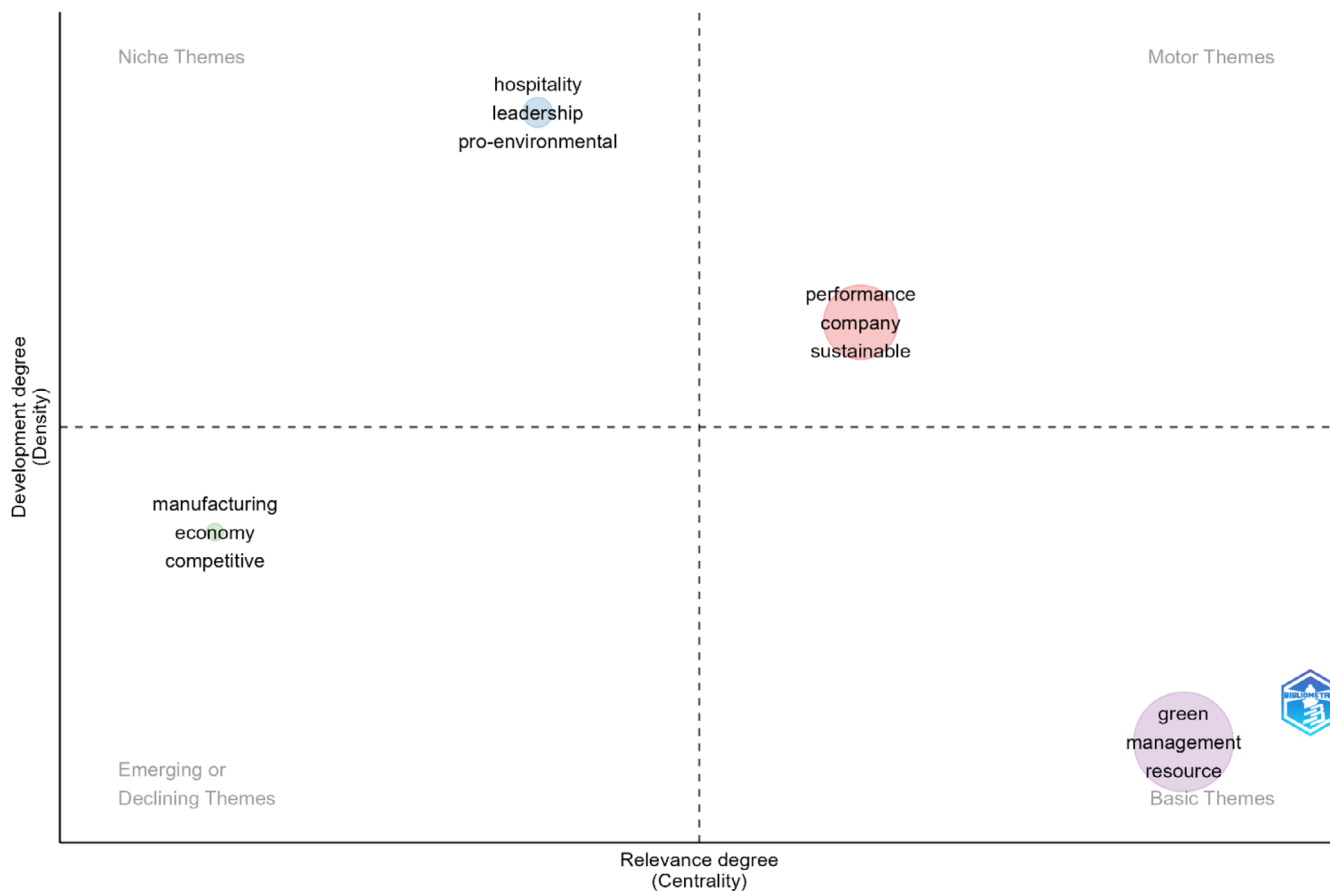 Niche Themes
Motor Themes
hospitality
leadership
pro-environmental
performance
company
sustainable
Development degree
(Density)
manufacturing
economy
competitive
green
management
resource
Emerging or
Declining Themes
Basic Themes
Relevance degree
(Centrality)